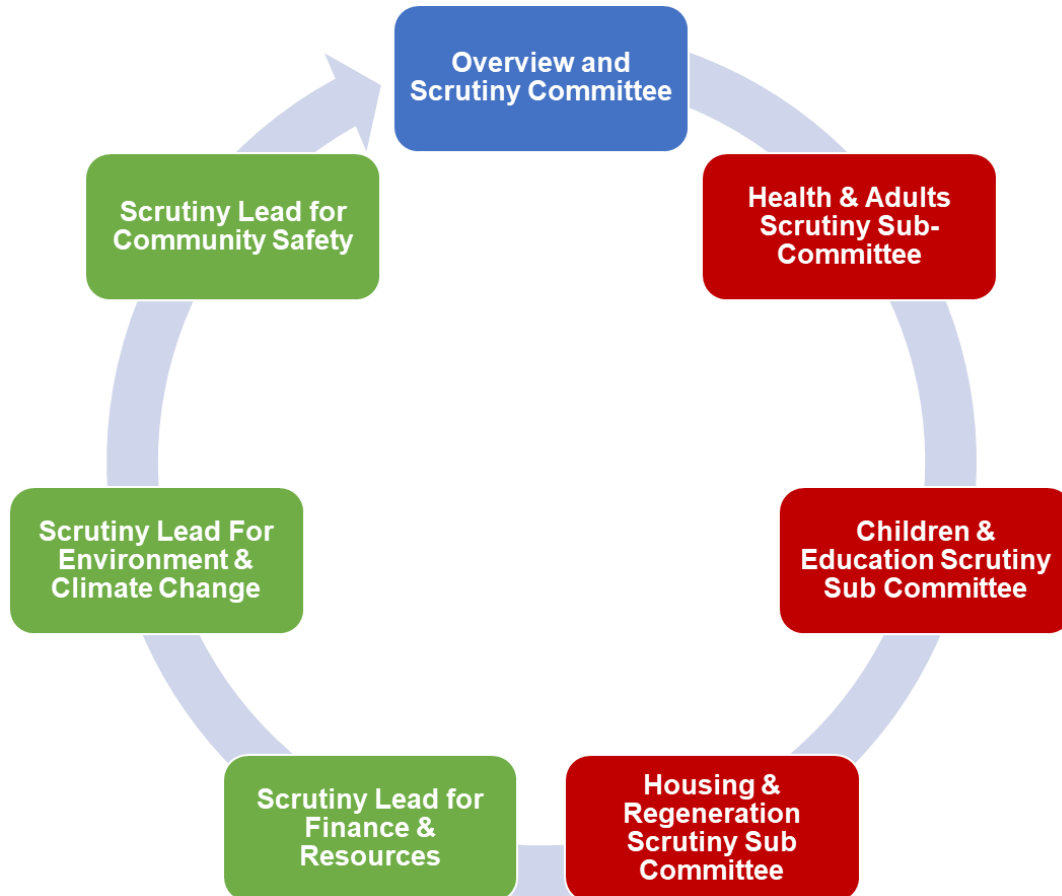 Overview and
Scrutiny Committee
Health & Adults
Scrutiny Sub-
Committee
Children &
Education Scrutiny
Sub Committee
Housing &
Regeneration
Scrutiny Sub
Committee
Scrutiny Lead for
Finance &
Resources
Scrutiny Lead For
Environment &
Climate Change
Scrutiny Lead for
Community Safety